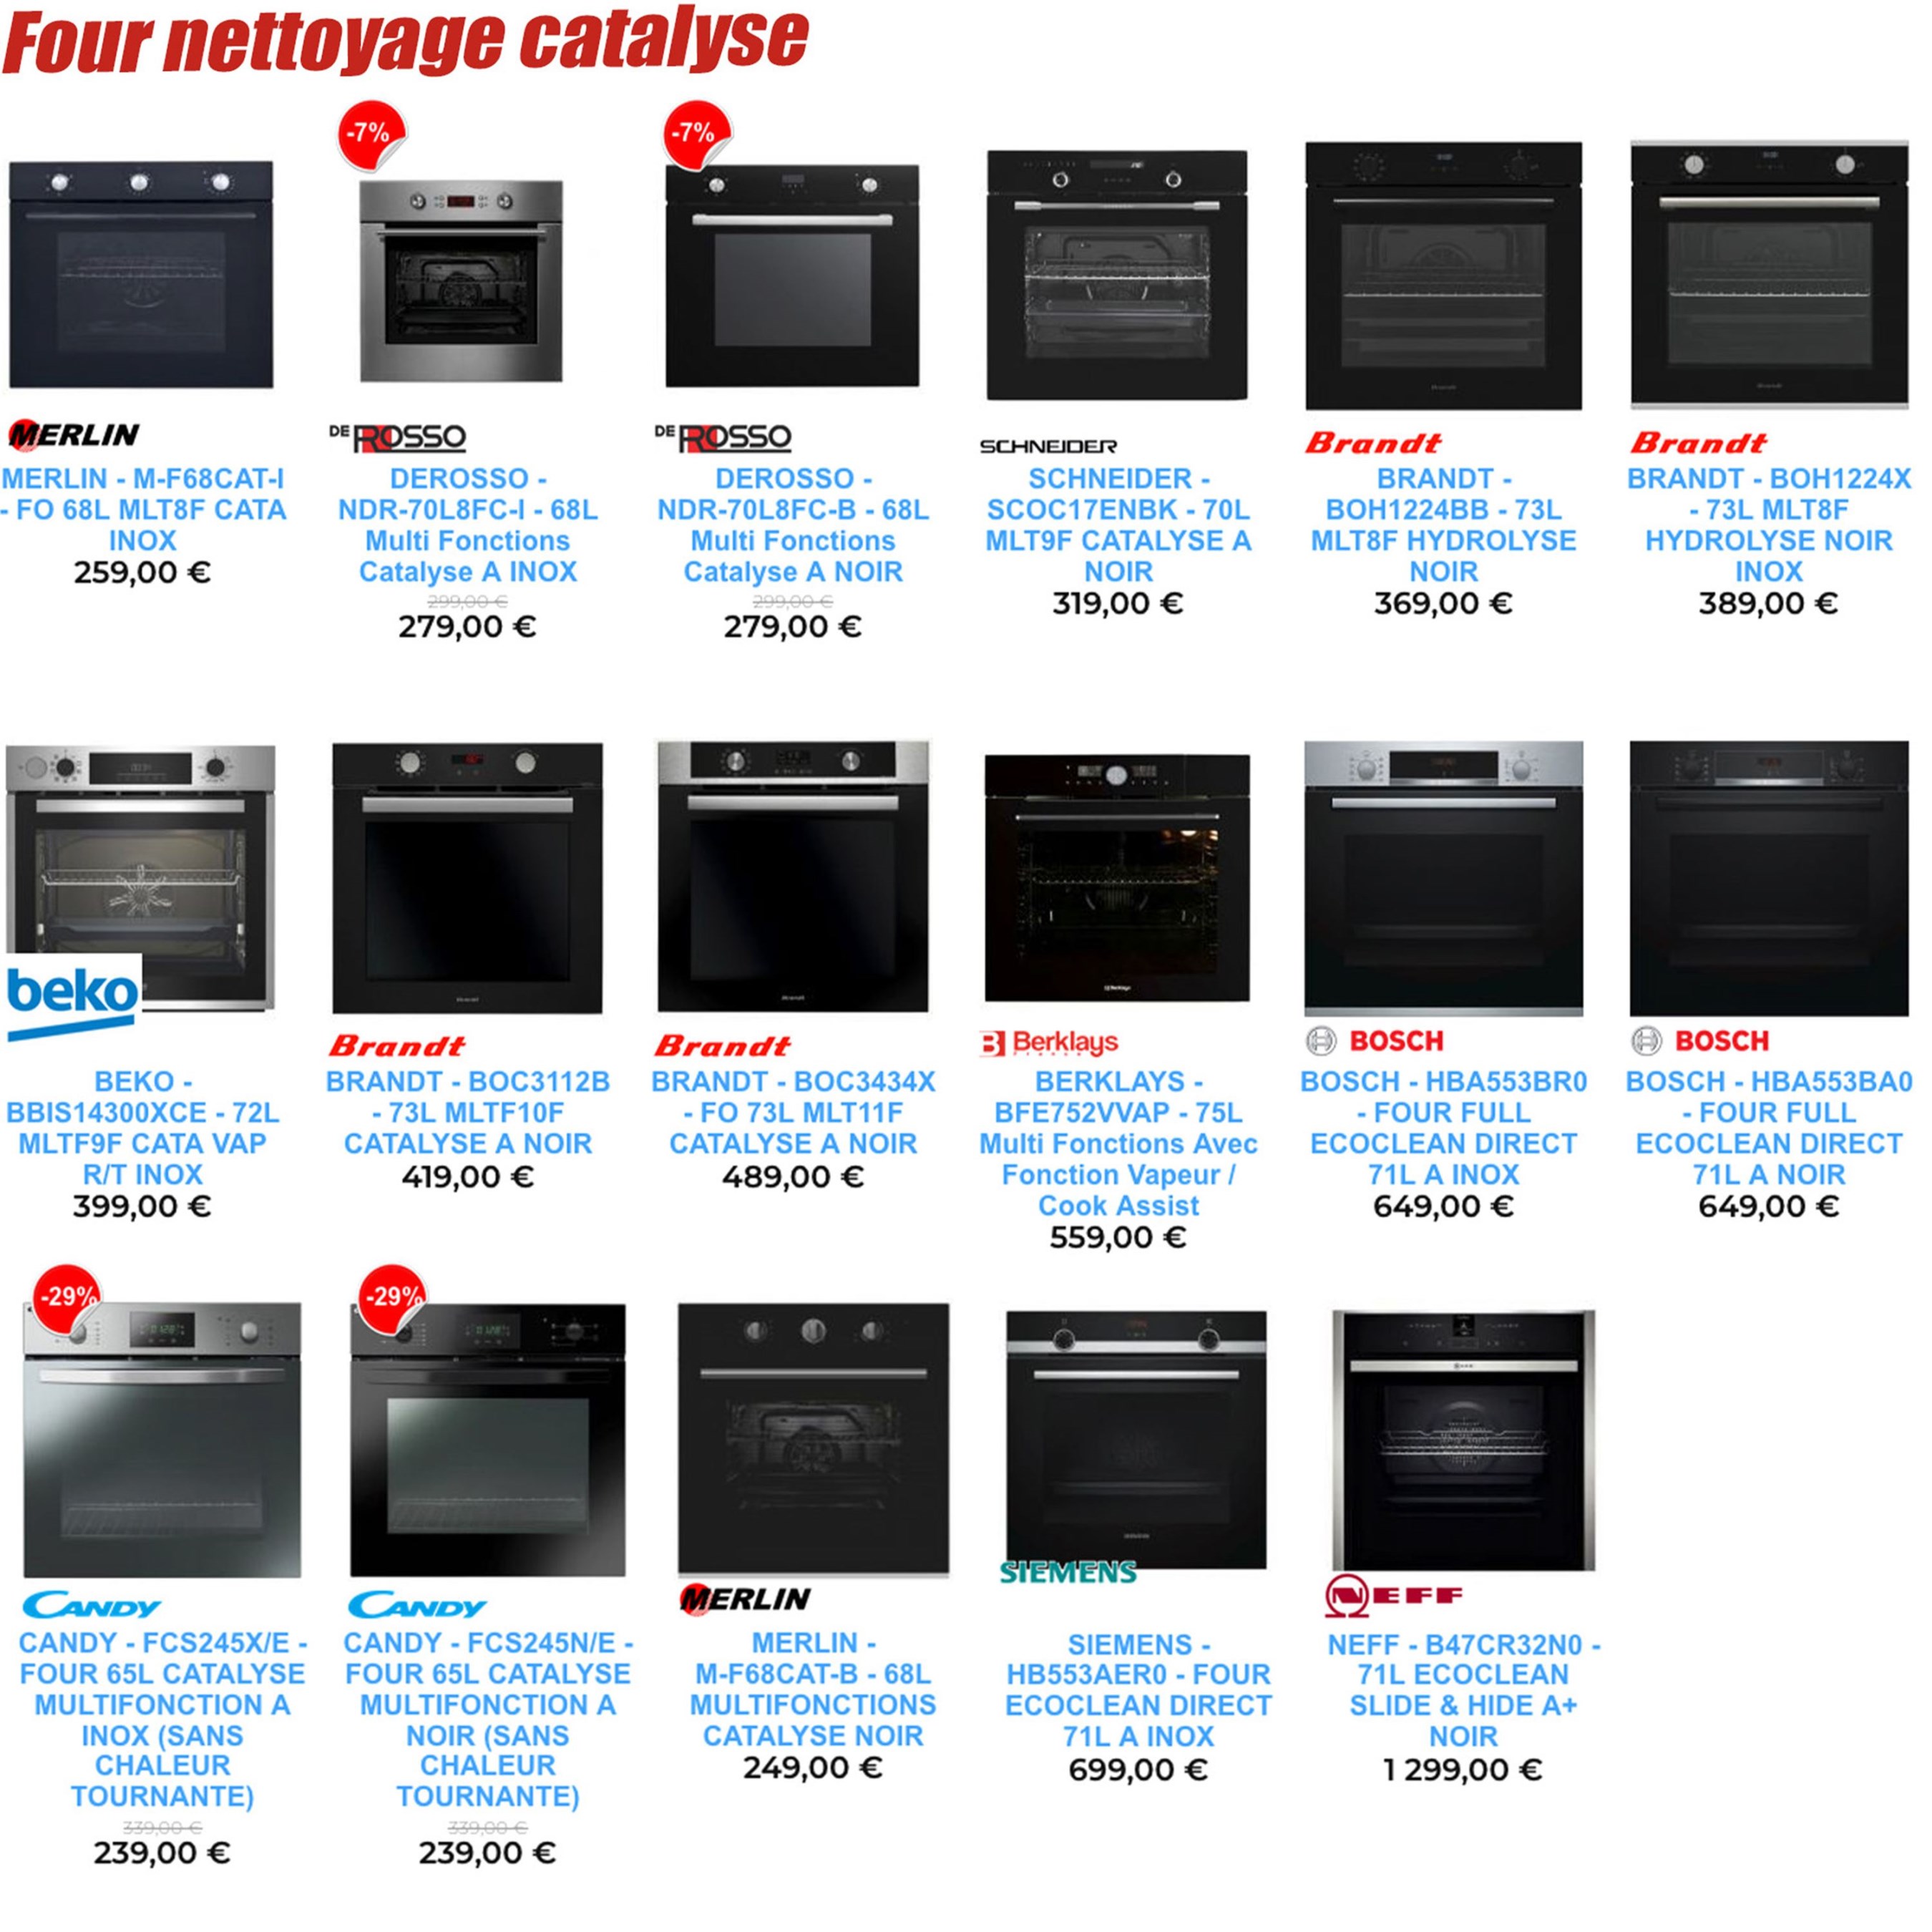 Four nettoyage catalyse
-7%
-7%
MERLIN
DE ROSSO
DE ROSSO
SCHNEIDER
Brandt
Brandt
MERLIN - M-F68CAT-I
- FO 68L MLT8F CATA
INOX
259,00 €
DEROSSO -
NDR-70L8FC-I - 68L
Multi Fonctions
Catalyse A INOX
299,00 €
279,00 €
DEROSSO -
NDR-70L8FC-B - 68L
Multi Fonctions
Catalyse A NOIR
299,00 €
279,00 €
SCHNEIDER -
SCOC17ENBK - 70L
MLT9F CATALYSE A
NOIR
319,00 €
BRANDT -
BOH1224BB - 73L
MLT8F HYDROLYSE
NOIR
369,00 €
BRANDT - BOH1224X
- 73L MLT8F
HYDROLYSE NOIR
INOX
389,00 €
beko
Brandt
Brandt
Berklays
BOSCH
BOSCH
BEKO -
BBIS14300XCE - 72L
MLTF9F CATA VAP
R/T INOX
399,00 €
BRANDT - BOC3112B
- 73L MLTF10F
CATALYSE A NOIR
419,00 €
BRANDT - BOC3434X
- FO 73L MLT11F
CATALYSE A NOIR
489,00 €
BERKLAYS -
BFE752VVAP - 75L
Multi Fonctions Avec
Fonction Vapeur /
Cook Assist
559,00 €
BOSCH - HBA553BR0
- FOUR FULL
ECOCLEAN DIRECT
71L A INOX
649,00 €
BOSCH - HBA553BA0
- FOUR FULL
ECOCLEAN DIRECT
71L A NOIR
649,00 €
-29%
-29%
CANDY
CANDY
MERLIN
SIEMENS
NEFF
CANDY - FCS245X/E -
FOUR 65L CATALYSE
MULTIFONCTION A
INOX (SANS
CHALEUR
TOURNANTE)
339,00 €
239,00 €
CANDY - FCS245N/E -
FOUR 65L CATALYSE
MULTIFONCTION A
NOIR (SANS
CHALEUR
TOURNANTE)
339,00 €
239,00 €
MERLIN -
M-F68CAT-B - 68L
MULTIFONCTIONS
CATALYSE NOIR
249,00 €
SIEMENS -
HB553AER0 - FOUR
ECOCLEAN DIRECT
71L A INOX
699,00 €
NEFF - B47CR32N0 -
71L ECOCLEAN
SLIDE & HIDE A+
NOIR
1 299,00 €